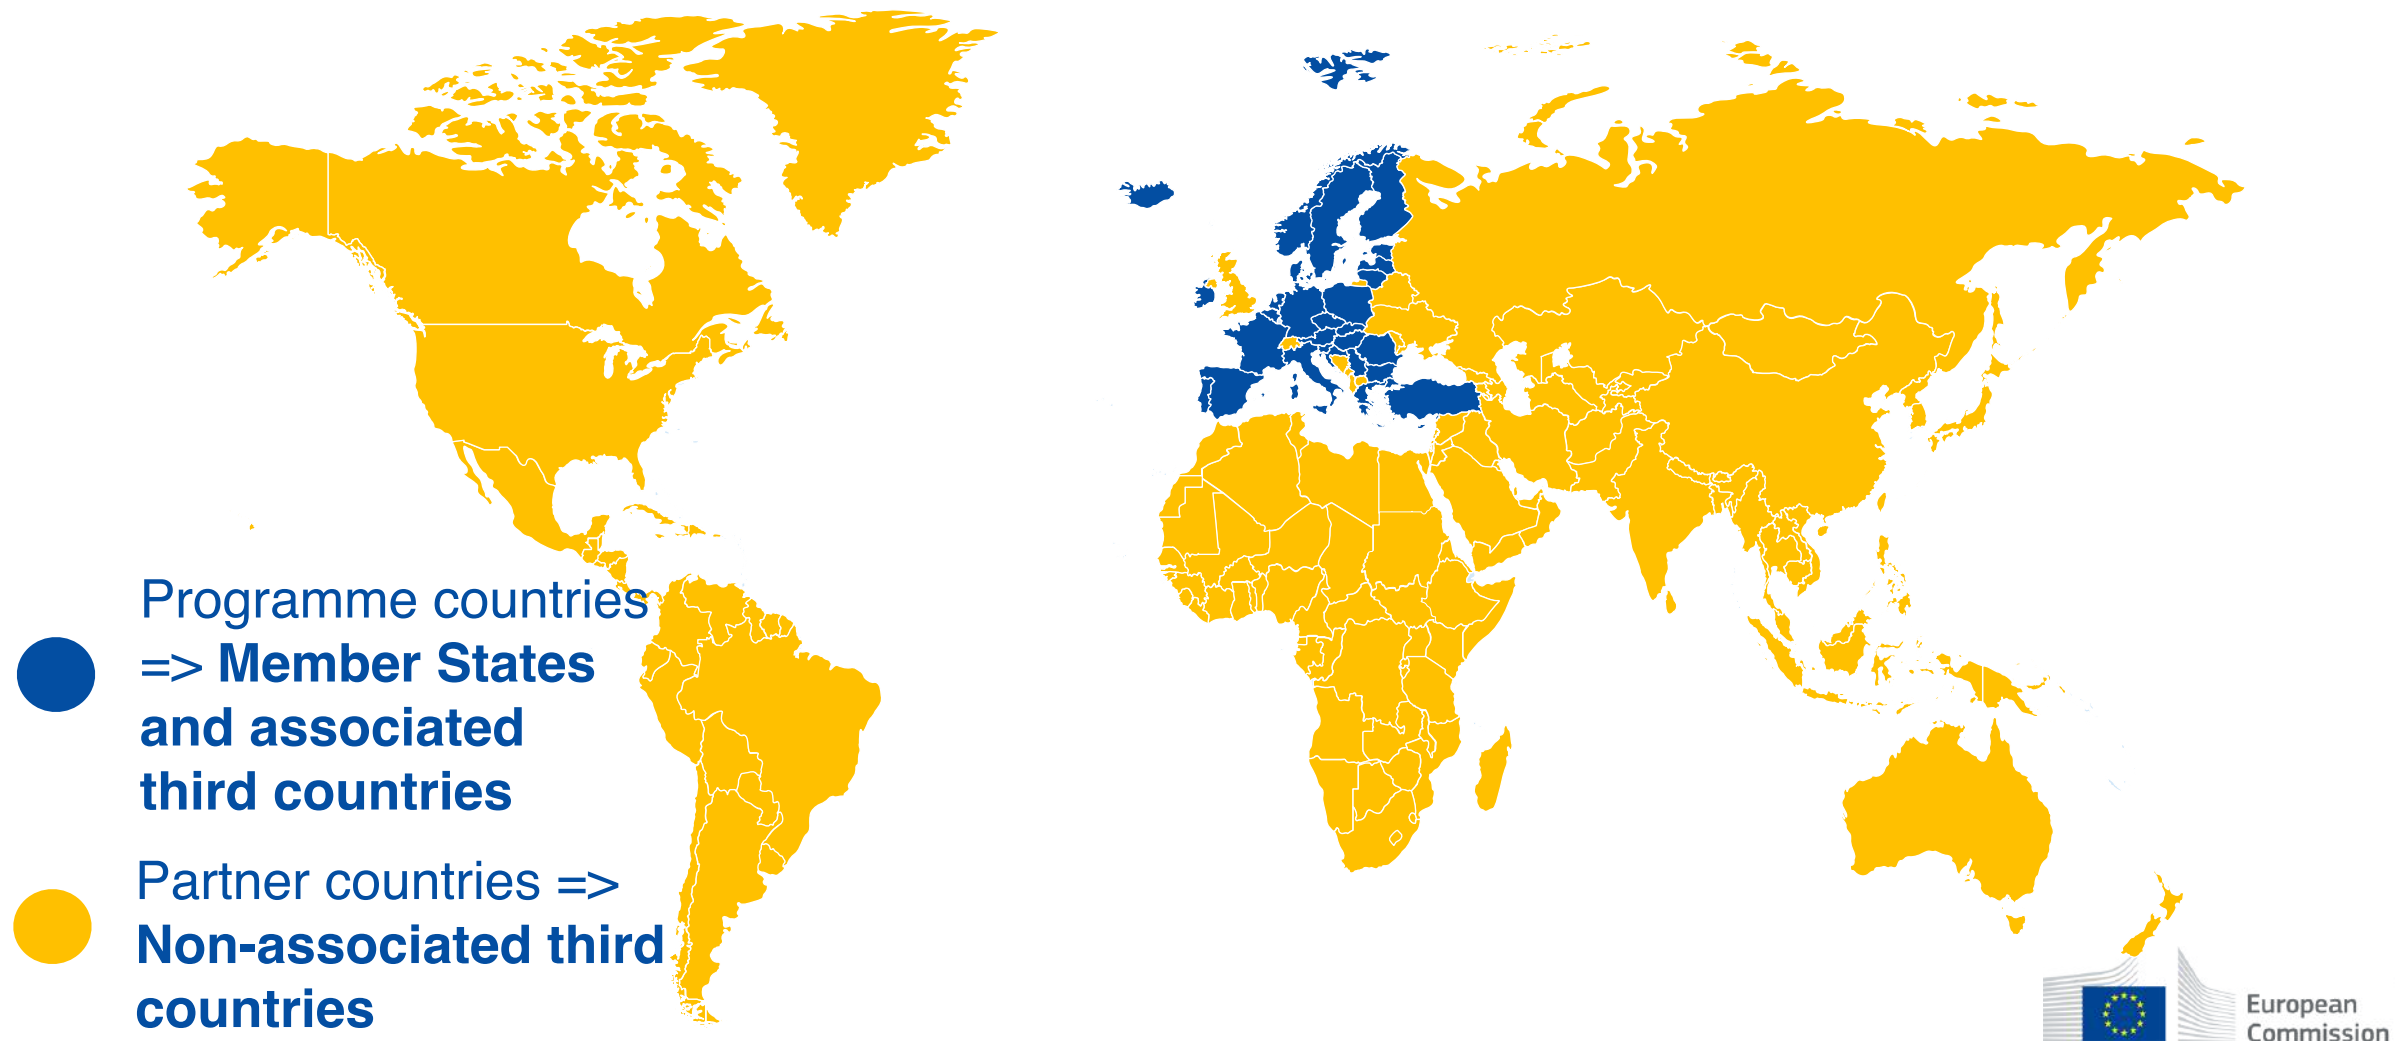 Programme countries
=> Member States
and associated
third countries
Partner countries =>
Non-associated third
countries
European
Commission